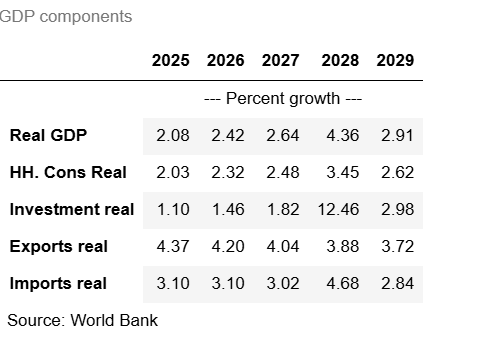 GDP components
2025 2026 2027 2028 2029
--- Percent growth ---
Real GDP 2.08 2.42 2.64 4.36 2.91
HH. Cons Real 2.03 2.32 2.48 3.45 2.62
Investment real 1.10 1.46 1.82 12.46 2.98
Exports real 4.37 4.20 4.04 3.88 3.72
Imports real 3.10 3.10 3.02 4.68 2.84
Source: World Bank